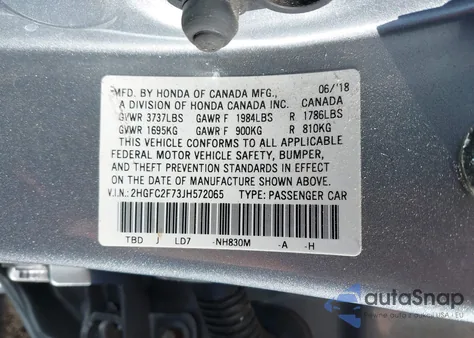 MFD. BY HONDA OF CANADA MFG., 06/'18
A DIVISION OF HONDA CANADA INC. CANADA
GVWR 3737LBS GAWR F 1984LBS R 1786LBS
GVWR 1695KG GAWR F 900KG R 810KG
THIS VEHICLE CONFORMS TO ALL APPLICABLE
FEDERAL MOTOR VEHICLE SAFETY, BUMPER,
AND THEFT PREVENTION STANDARDS IN EFFECT
ON THE DATE OF MANUFACTURE SHOWN ABOVE.
V.I.N.: 2HGFC2F73JH572065 TYPE: PASSENGER CAR
TBD J LD7 -NH830M -A -H
autoSnap